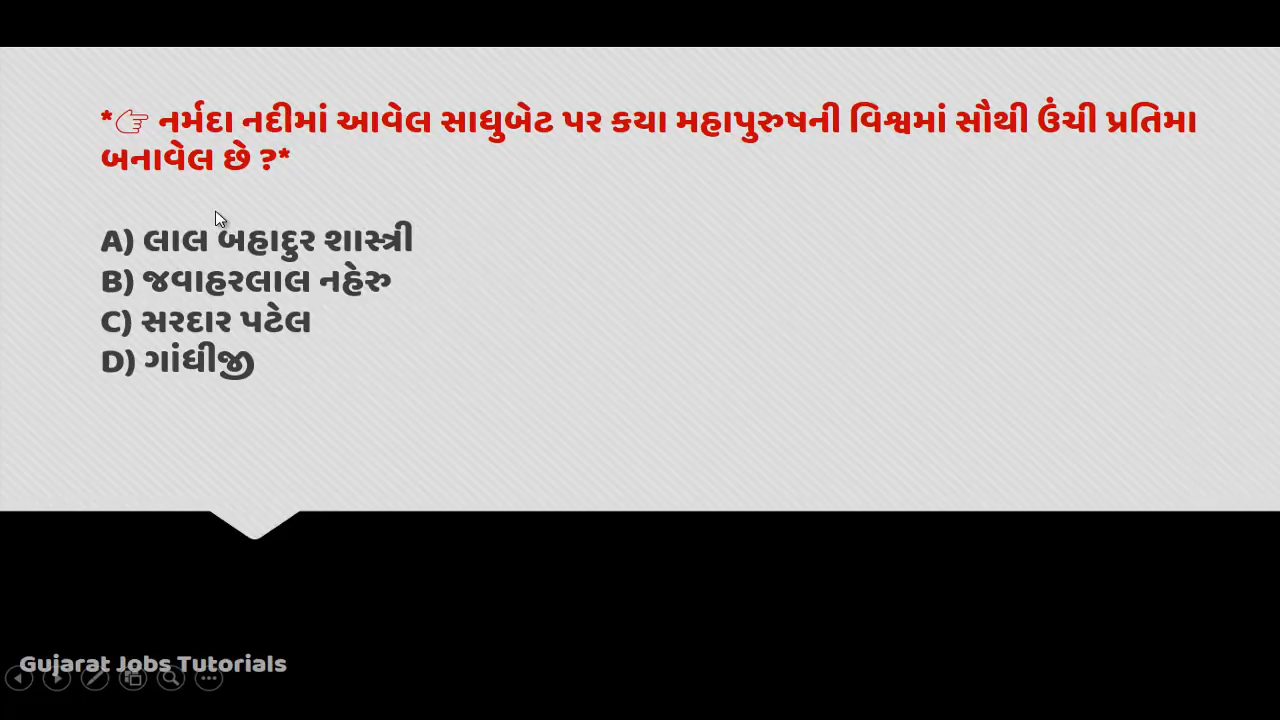 *👉 નર્મદા નદીમાં આવેલ સાધુબેટ પર કયા મહાપુરુષની વિશ્વમાં સૌથી ઉંચી પ્રતિમા
બનાવેલ છે ?*
A) લાલ બહાદુર શાસ્ત્રી
B) જવાહરલાલ નહેરુ
C) સરદાર પટેલ
D) ગાંધીજી
Gujarat Jobs Tutorials